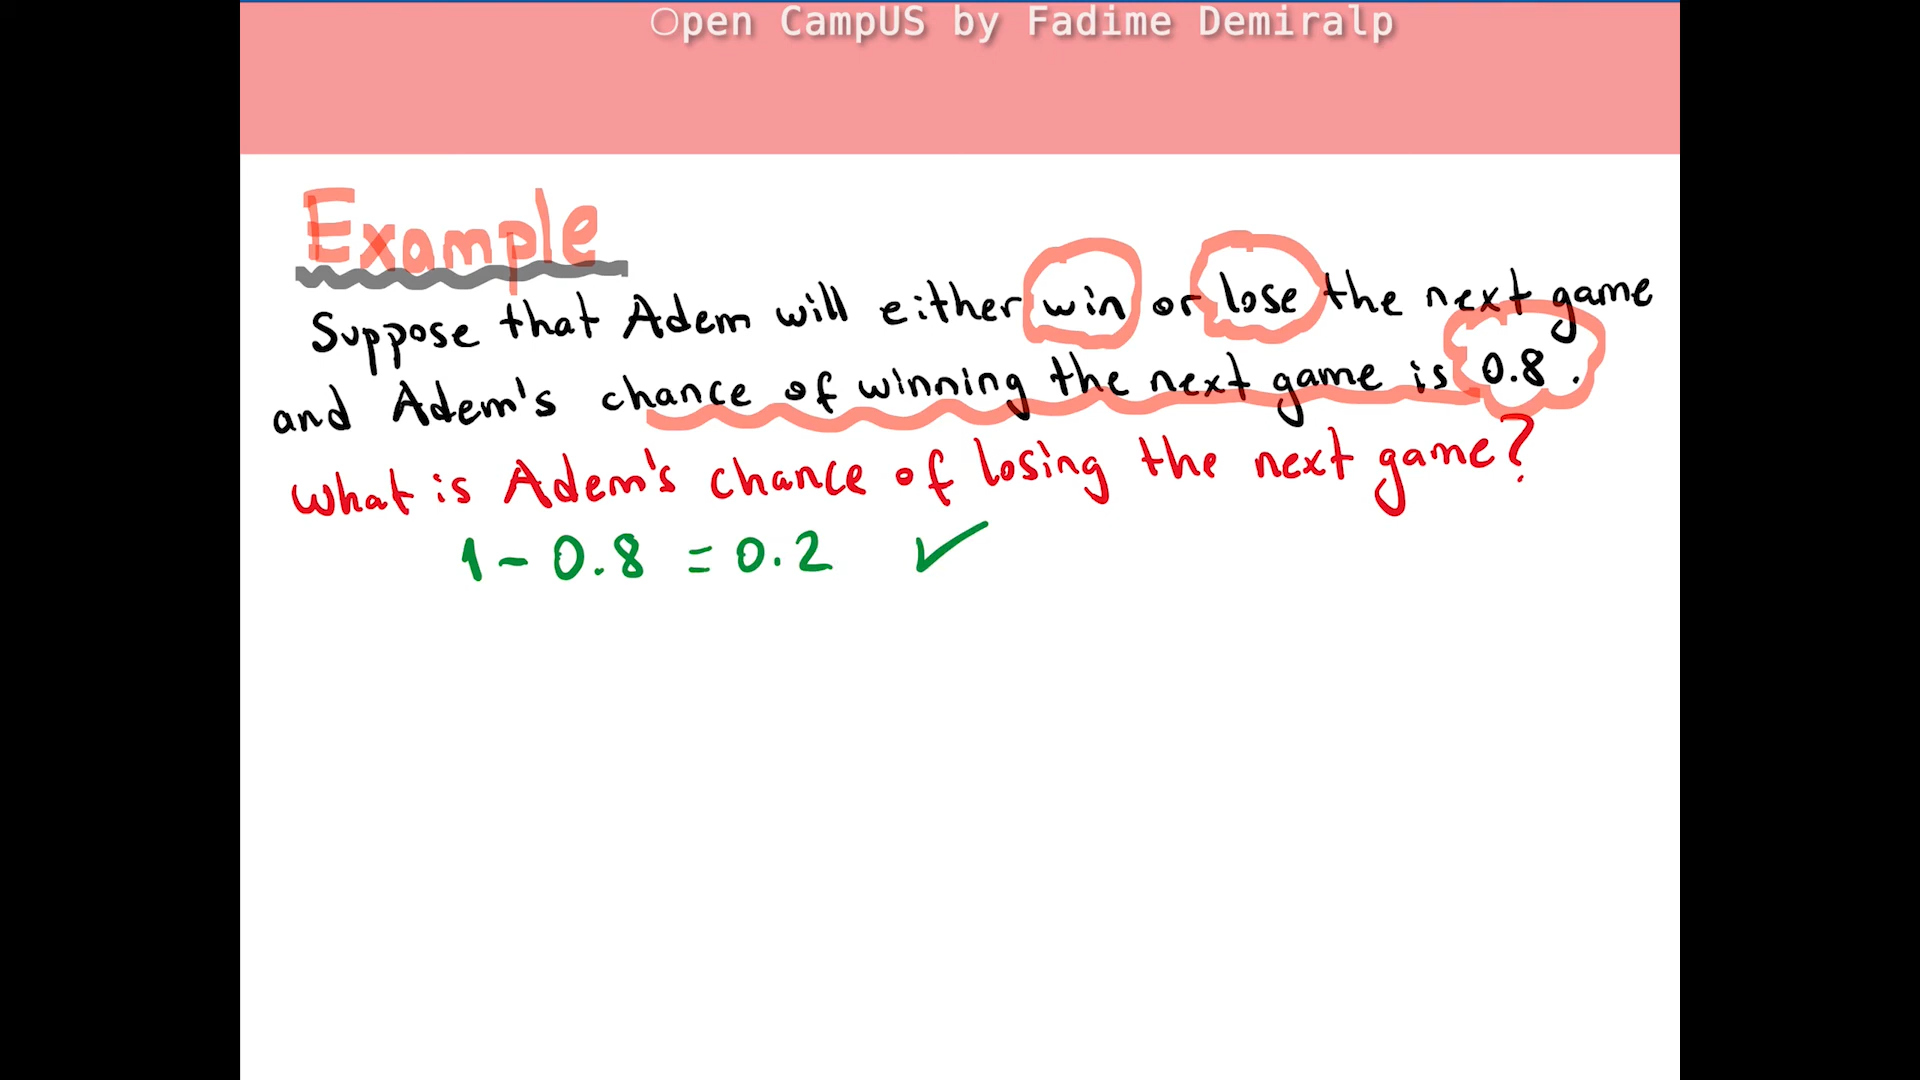 Open CampUS by Fadime Demiralp
Example
Suppose that Adem will either win or lose the next game
and Adem's chance of winning the next game is 0.8.
What is Adem's chance of losing the next game?
1 - 0.8 = 0.2 ✓